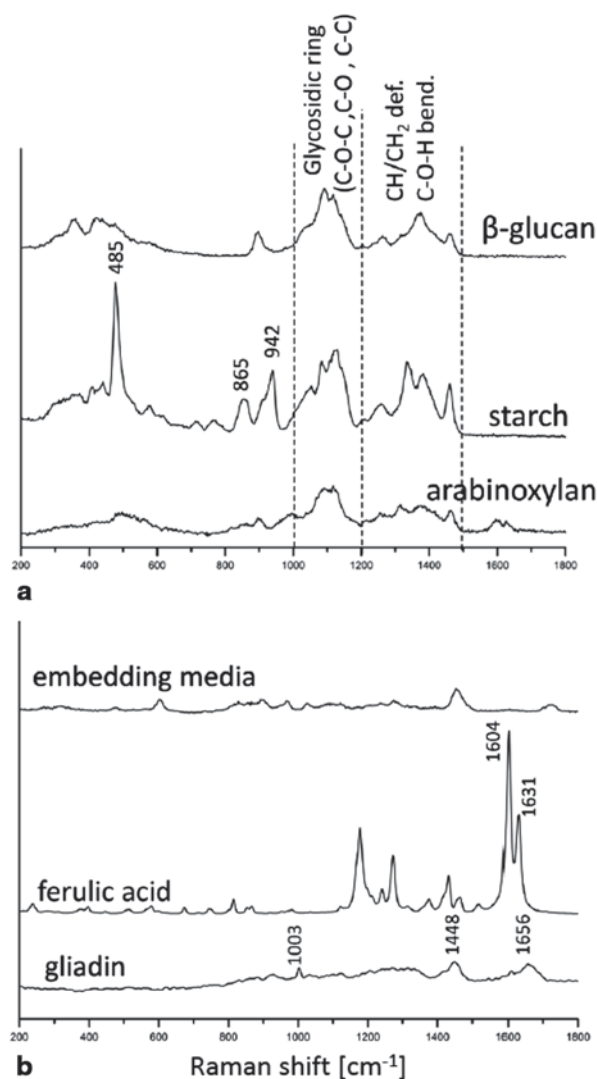 Glycosidic ring
(C-O-C ,C-O , C-C)
CH/CH₂ def.
C-O-H bend.
β-glucan
485
865
942
starch
arabinoxylan
200 400 600 800 1000 1200 1400 1600 1800
a
embedding media
1604
1631
ferulic acid
1003
1448
1656
gliadin
200 400 600 800 1000 1200 1400 1600 1800
b Raman shift [cm⁻¹]